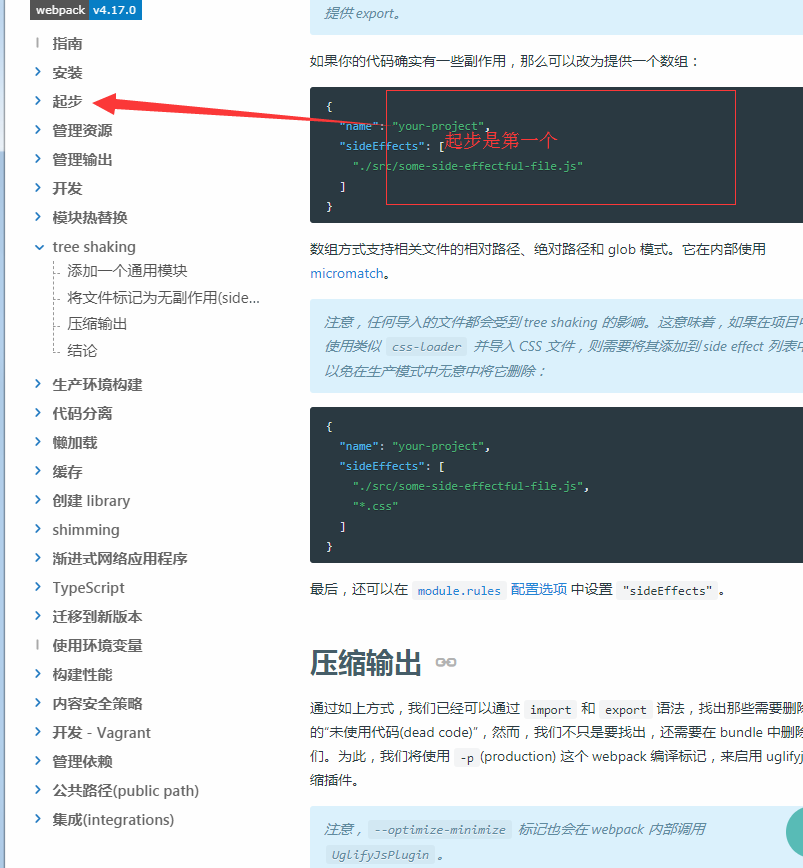 webpack v4.17.0
指南
安装
起步
管理资源
管理输出
开发
模块热替换
tree shaking
添加一个通用模块
将文件标记为无副作用(side...
压缩输出
结论
生产环境构建
代码分离
懒加载
缓存
创建 library
shimming
渐进式网络应用程序
TypeScript
迁移到新版本
使用环境变量
构建性能
内容安全策略
开发 - Vagrant
管理依赖
公共路径(public path)
集成(integrations)
提供 export。
如果你的代码确实有一些副作用，那么可以改为提供一个数组：
{
"name": "your-project",
起步是第一个
"sideEffects": [
"./src/some-side-effectful-file.js"
]
}
数组方式支持相关文件的相对路径、绝对路径和 glob 模式。它在内部使用
micromatch。
注意，任何导入的文件都会受到 tree shaking 的影响。这意味着，如果在项目中
使用类似 css-loader 并导入 CSS 文件，则需要将其添加到 side effect 列表中
以免在生产模式中无意中将它删除：
{
"name": "your-project",
"sideEffects": [
"./src/some-side-effectful-file.js",
"*.css"
]
}
最后，还可以在 module.rules 配置选项 中设置 "sideEffects"。
压缩输出
通过如上方式，我们已经可以通过 import 和 export 语法，找出那些需要删除
的“未使用代码(dead code)”，然而，我们不只是要找出，还需要在 bundle 中删除
们。为此，我们将使用 -p (production) 这个 webpack 编译标记，来启用 uglifyj
缩插件。
注意， --optimize-minimize 标记也会在 webpack 内部调用
UglifyJsPlugin 。